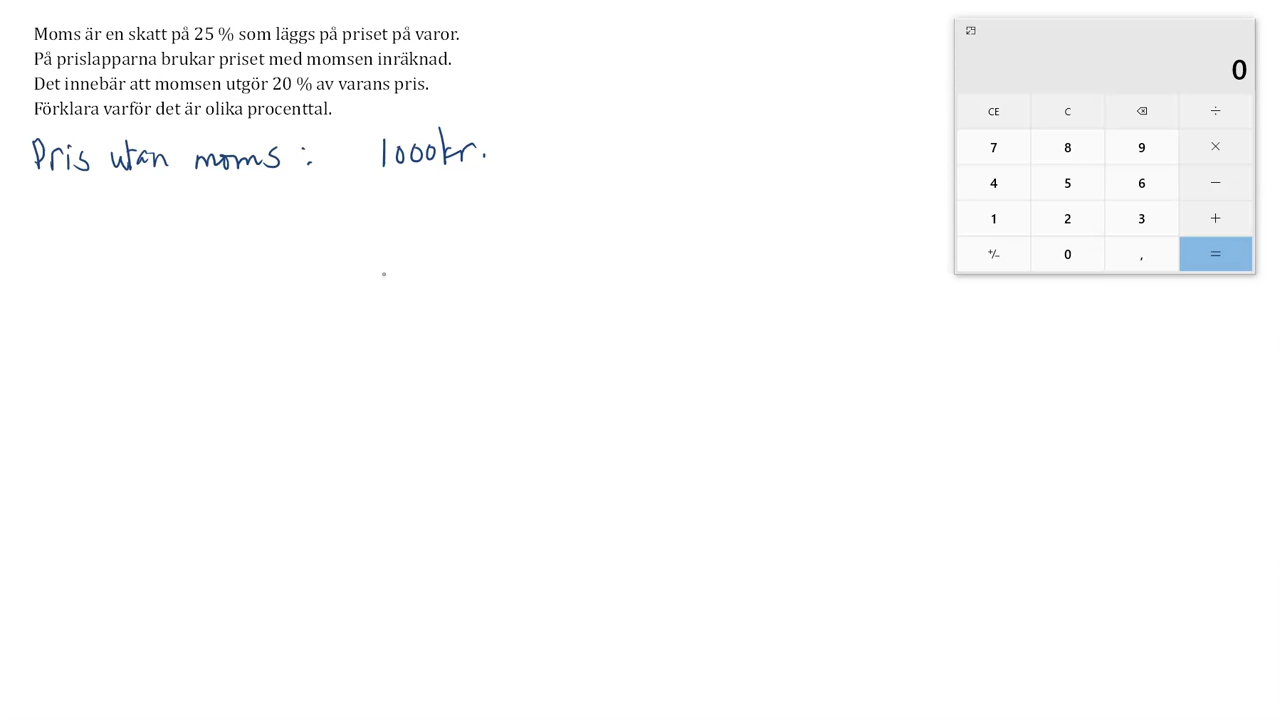 Moms är en skatt på 25 % som läggs på priset på varor.
På prislapparna brukar priset med momsen inräknad.
Det innebär att momsen utgör 20 % av varans pris.
Förklara varför det är olika procenttal.
Pris utan moms : 1000kr.
0
CE C ⌫ ÷
7 8 9 ×
4 5 6 −
1 2 3 +
+/− 0 , =